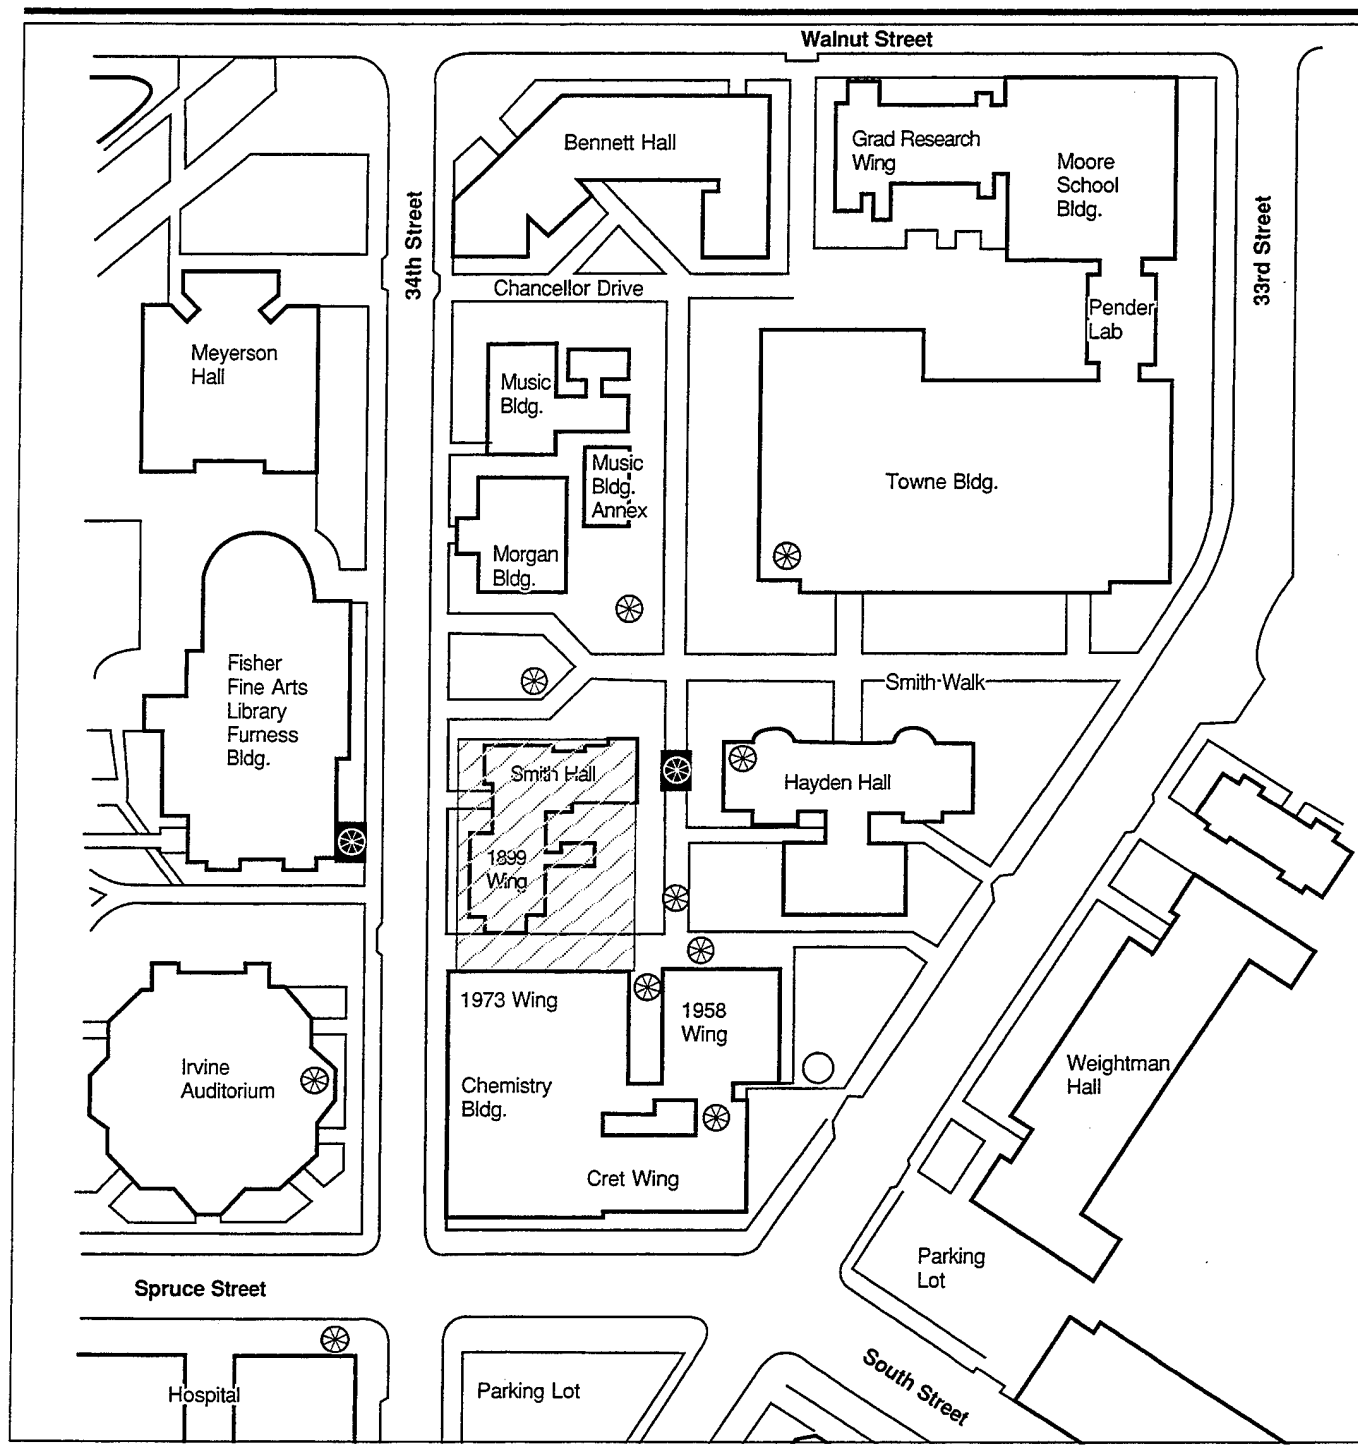 Walnut Street
Bennett Hall
Grad Research
Wing
Moore
School
Bldg.
34th Street
33rd Street
Chancellor Drive
Pender
Lab
Meyerson
Hall
Music
Bldg.
Music
Bldg.
Annex
Towne Bldg.
Morgan
Bldg.
Fisher
Fine Arts
Library
Furness
Bldg.
Smith Walk
Smith Hall
Hayden Hall
1899
Wing
1973 Wing
1958
Wing
Irvine
Auditorium
Chemistry
Bldg.
Weightman
Hall
Cret Wing
Parking
Lot
Spruce Street
South Street
Hospital
Parking Lot